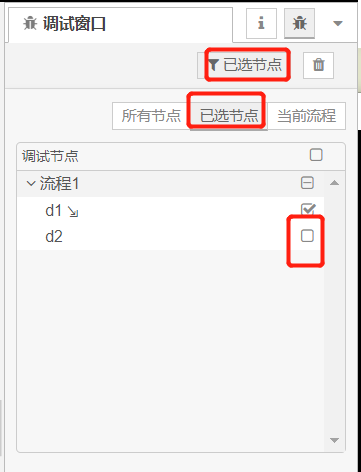 调试窗口 i
已选节点
所有节点 已选节点 当前流程
调试节点
流程1
d1
d2